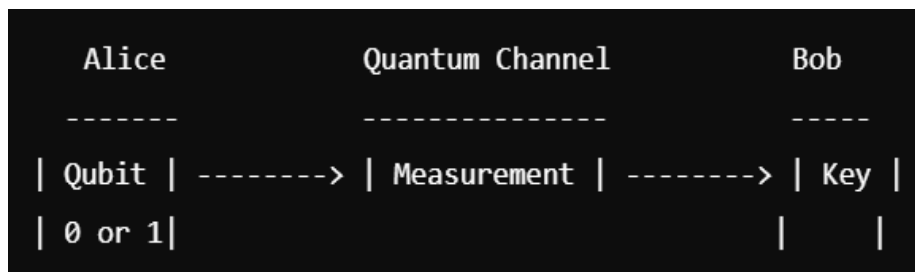 Alice Quantum Channel Bob
------- --------------- -----
| Qubit | --------> | Measurement | --------> | Key |
| 0 or 1| | |